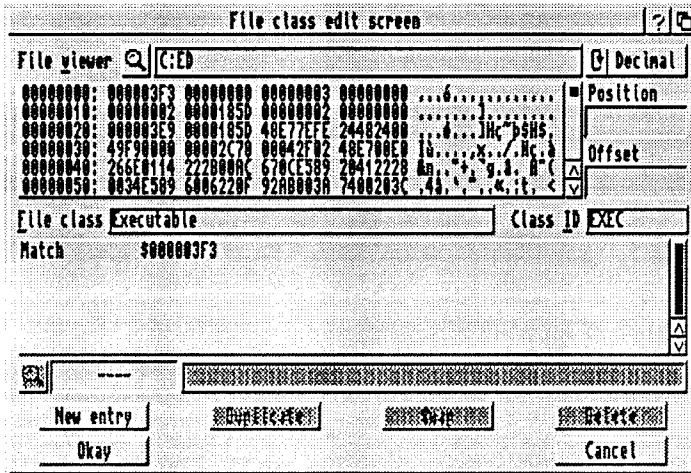 File class edit screen ?
File viewer C:ED Decimal
00000000: 000003F3 00000000 00000003 00000000 ...ó............
Position
00000010: 00000002 0000185D 00000002 00000000 .......]........
00000020: 000003E9 0000185D 48E77EFE 24482400
00000030: 49F90000 00002C78 00042F02 48E700E0
Offset
00000040: 266E0114 222B00AC 670CE589 20412228
00000050: 0034E589 6006220F 92AB003A 7400203C
File class Executable Class ID EXEC
Match $000003F3
----
New entry Duplicate Swap Delete
Okay Cancel